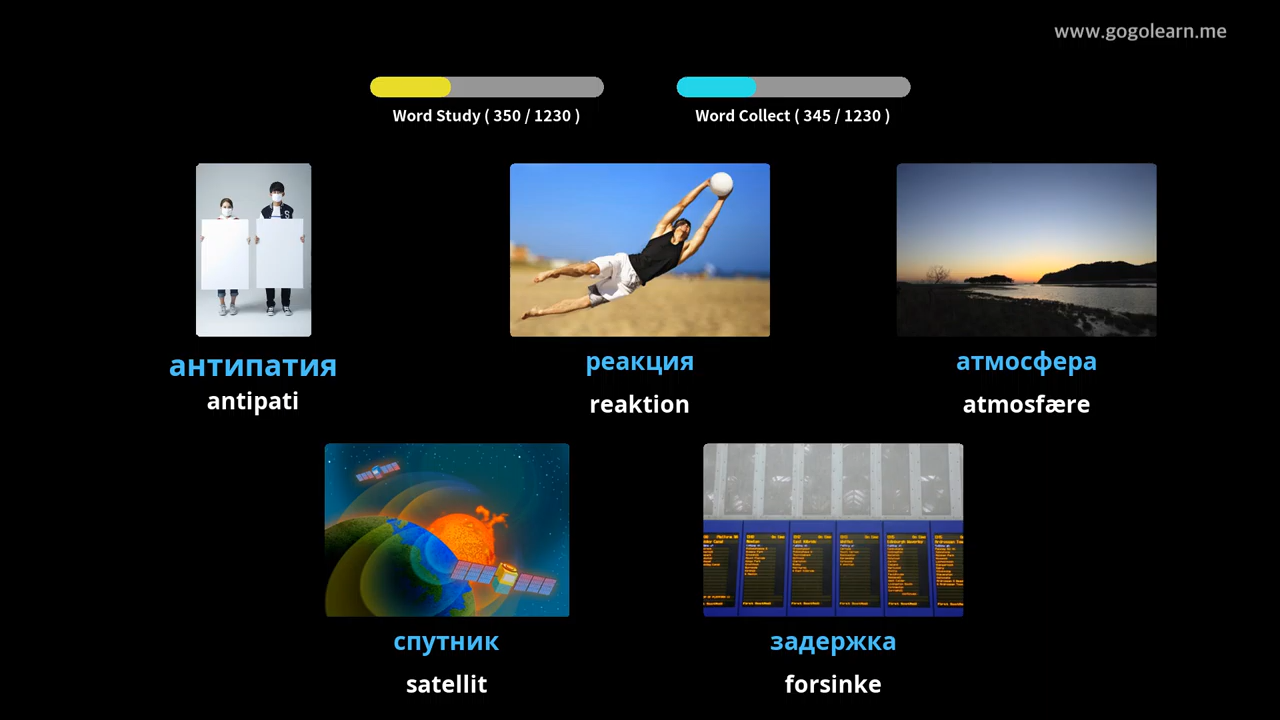 www.gogolearn.me
Word Study ( 350 / 1230 )
Word Collect ( 345 / 1230 )
антипатия
antipati
реакция
reaktion
атмосфера
atmosfære
спутник
satellit
задержка
forsinke